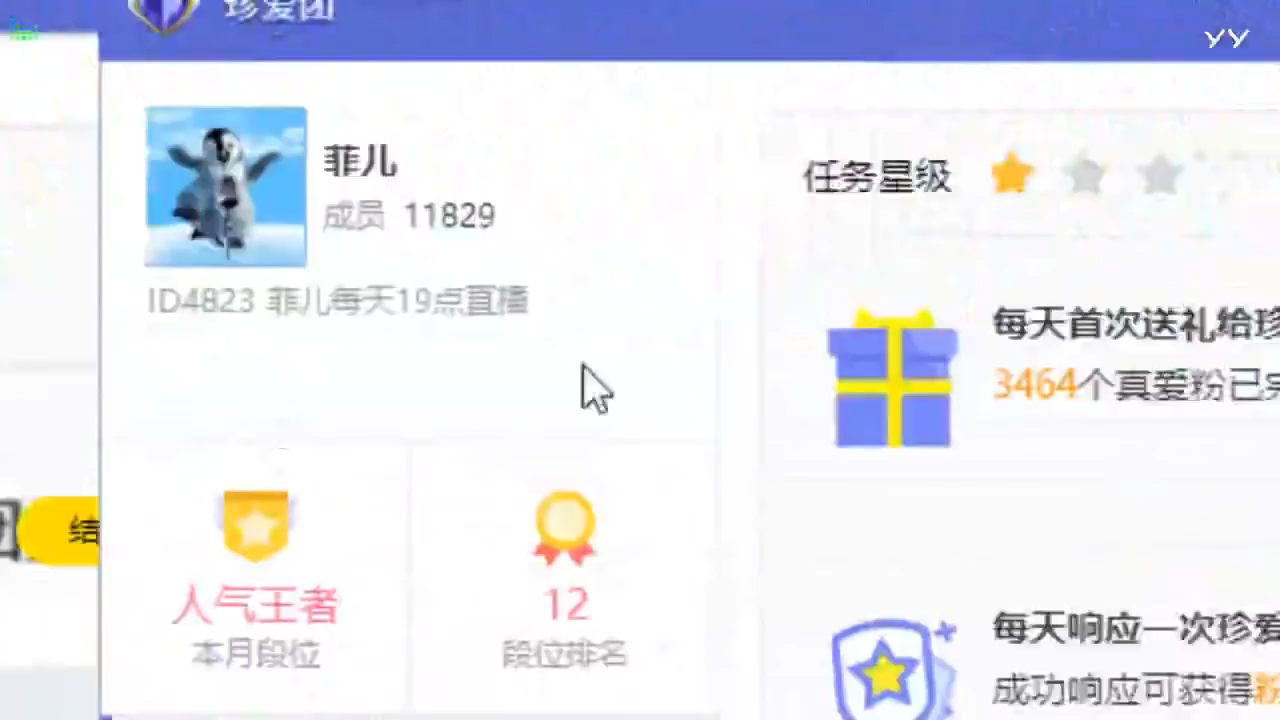 珍爱团
YY
菲儿
成员 11829
ID4823 菲儿每天19点直播
任务星级
每天首次送礼给珍
3464个真爱粉已完
团
结
人气王者
本月段位
12
段位排名
每天响应一次珍爱
成功响应可获得粉